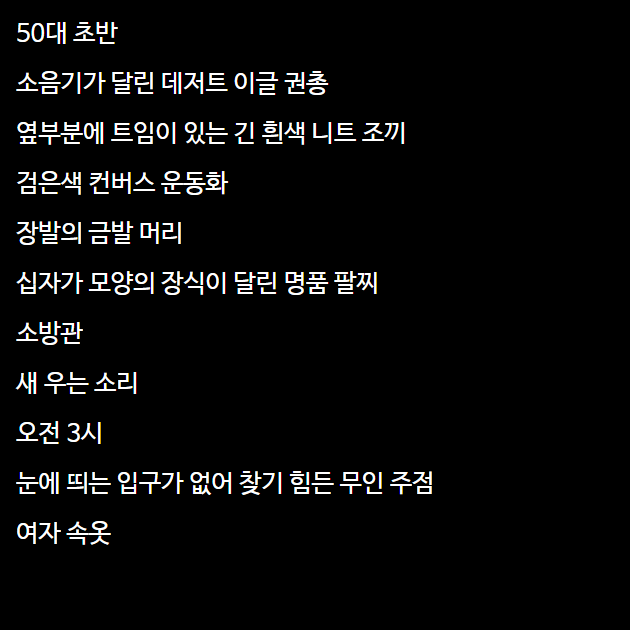 50대 초반
소음기가 달린 데저트 이글 권총
옆부분에 트임이 있는 긴 흰색 니트 조끼
검은색 컨버스 운동화
장발의 금발 머리
십자가 모양의 장식이 달린 명품 팔찌
소방관
새 우는 소리
오전 3시
눈에 띄는 입구가 없어 찾기 힘든 무인 주점
여자 속옷